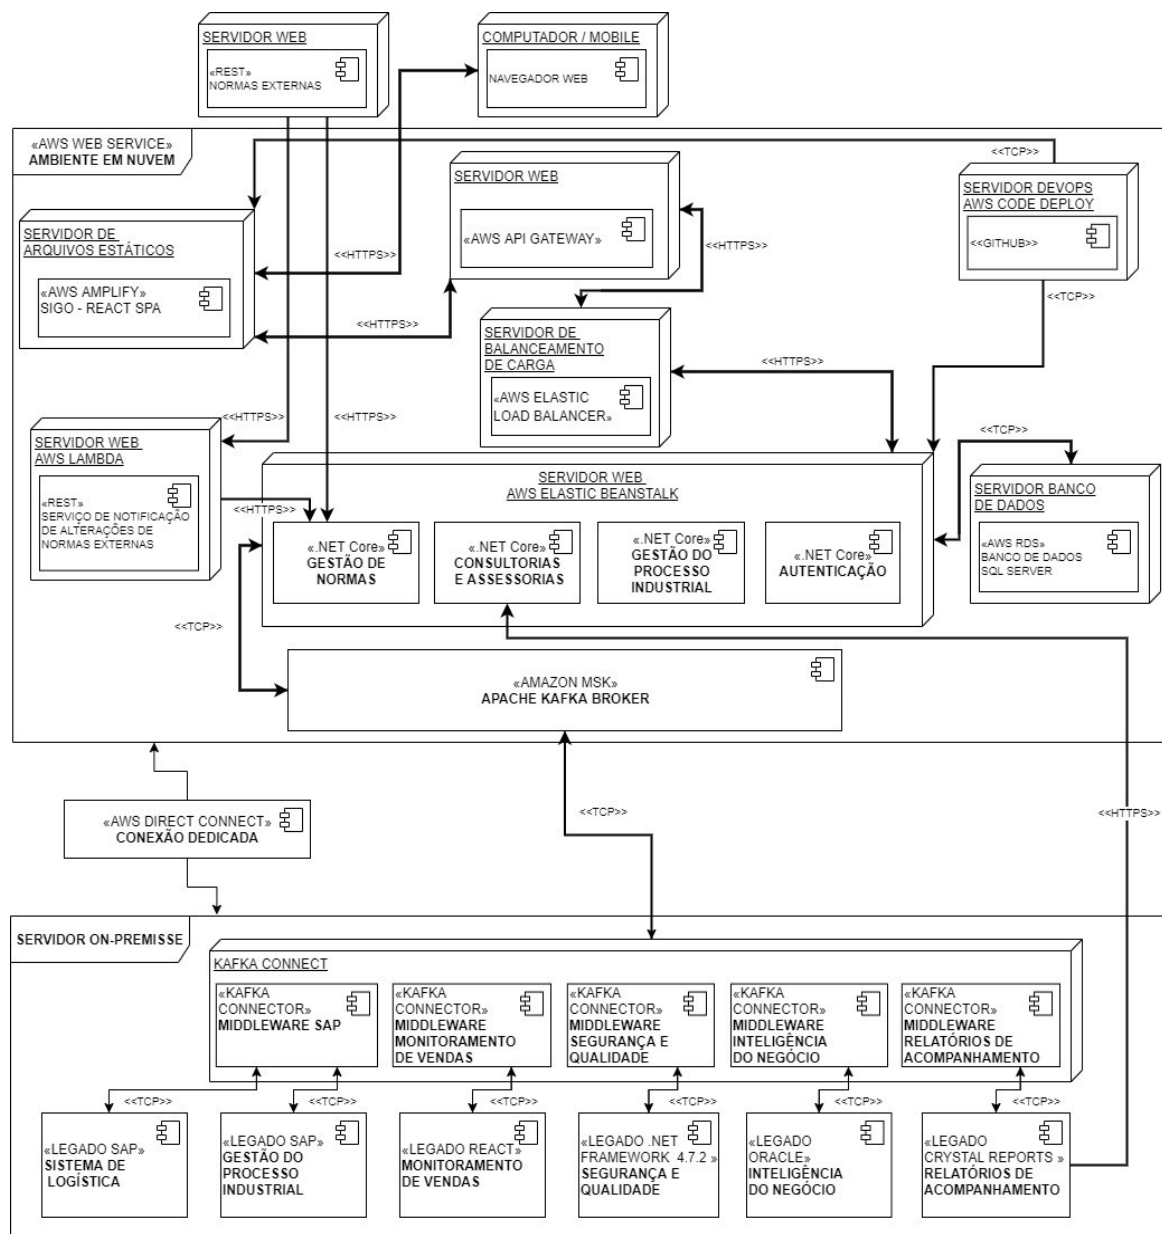 SERVIDOR WEB
«REST»
NORMAS EXTERNAS
COMPUTADOR / MOBILE
NAVEGADOR WEB
«AWS WEB SERVICE»
AMBIENTE EM NUVEM
<<TCP>>
SERVIDOR WEB
«AWS API GATEWAY»
SERVIDOR DEVOPS
AWS CODE DEPLOY
<<GITHUB>>
SERVIDOR DE
ARQUIVOS ESTÁTICOS
«AWS AMPLIFY»
SIGO - REACT SPA
<<HTTPS>>
<<HTTPS>>
<<TCP>>
<<HTTPS>>
SERVIDOR DE
BALANCEAMENTO
DE CARGA
«AWS ELASTIC
LOAD BALANCER»
<<HTTPS>>
<<HTTPS>>
<<HTTPS>>
<<TCP>>
SERVIDOR WEB
AWS LAMBDA
«REST»
SERVIÇO DE NOTIFICAÇÃO
DE ALTERAÇÕES DE
NORMAS EXTERNAS
<<HTTPS>>
SERVIDOR WEB
AWS ELASTIC BEANSTALK
«.NET Core»
GESTÃO DE
NORMAS
«.NET Core»
CONSULTORIAS
E ASSESSORIAS
«.NET Core»
GESTÃO DO
PROCESSO
INDUSTRIAL
«.NET Core»
AUTENTICAÇÃO
SERVIDOR BANCO
DE DADOS
«AWS RDS»
BANCO DE DADOS
SQL SERVER
<<TCP>>
«AMAZON MSK»
APACHE KAFKA BROKER
«AWS DIRECT CONNECT»
CONEXÃO DEDICADA
<<TCP>>
<<HTTPS>>
SERVIDOR ON-PREMISSE
KAFKA CONNECT
«KAFKA
CONNECTOR»
MIDDLEWARE SAP
«KAFKA
CONNECTOR»
MIDDLEWARE
MONITORAMENTO
DE VENDAS
«KAFKA
CONNECTOR»
MIDDLEWARE
SEGURANÇA E
QUALIDADE
«KAFKA
CONNECTOR»
MIDDLEWARE
INTELIGÊNCIA
DO NEGÓCIO
«KAFKA
CONNECTOR»
MIDDLEWARE
RELATÓRIOS DE
ACOMPANHAMENTO
<<TCP>>
<<TCP>>
<<TCP>>
<<TCP>>
<<TCP>>
<<TCP>>
«LEGADO SAP»
SISTEMA DE
LOGÍSTICA
«LEGADO SAP»
GESTÃO DO
PROCESSO
INDUSTRIAL
«LEGADO REACT»
MONITORAMENTO
DE VENDAS
«LEGADO .NET
FRAMEWORK 4.7.2 »
SEGURANÇA E
QUALIDADE
«LEGADO
ORACLE»
INTELIGÊNCIA
DO NEGÓCIO
«LEGADO
CRYSTAL REPORTS »
RELATÓRIOS DE
ACOMPANHAMENTO